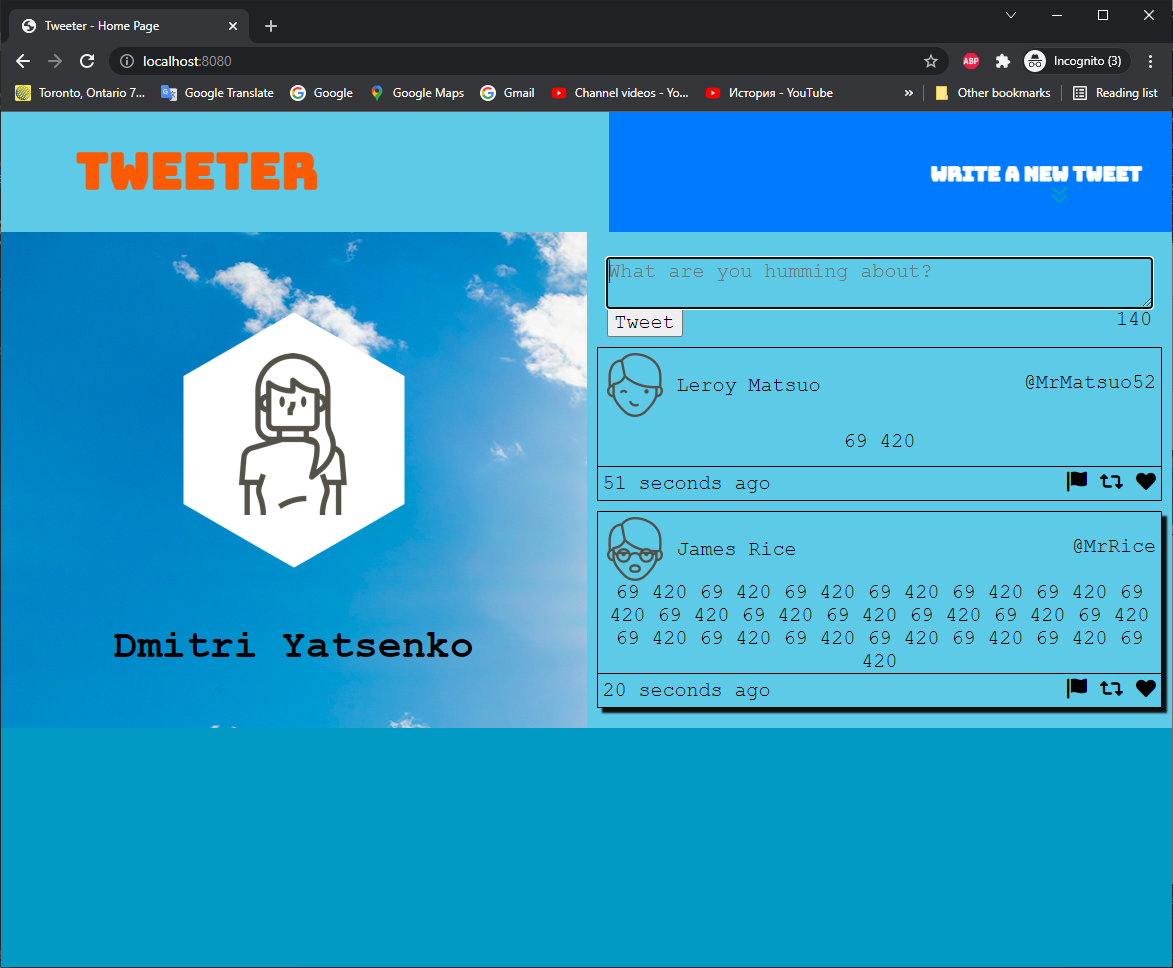 Tweeter - Home Page
localhost:8080
ABP
Incognito (3)
Toronto, Ontario 7...
Google Translate
Google
Google Maps
Gmail
Channel videos - Yo...
История - YouTube
»
Other bookmarks
Reading list
TWEETER
WRITE A NEW TWEET
What are you humming about?
Tweet
140
Leroy Matsuo
@MrMatsuo52
69 420
51 seconds ago
James Rice
@MrRice
69 420 69 420 69 420 69 420 69 420 69 420 69
420 69 420 69 420 69 420 69 420 69 420 69 420
69 420 69 420 69 420 69 420 69 420 69 420 69
420
20 seconds ago
Dmitri Yatsenko